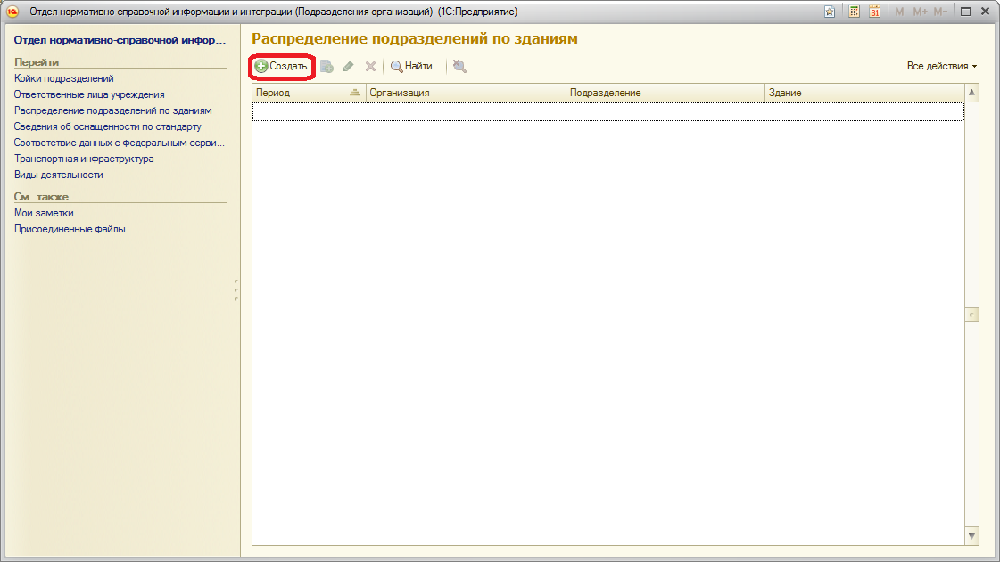 Отдел нормативно-справочной информации и интеграции (Подразделения организаций) (1С:Предприятие)
31 M M+ M-
Отдел нормативно-справочной инфор...
Перейти
Койки подразделений
Ответственные лица учреждения
Распределение подразделений по зданиям
Сведения об оснащенности по стандарту
Соответствие данных с федеральным серви...
Транспортная инфраструктура
Виды деятельности
См. также
Мои заметки
Присоединенные файлы
Распределение подразделений по зданиям
Создать Найти... Все действия
Период Организация Подразделение Здание